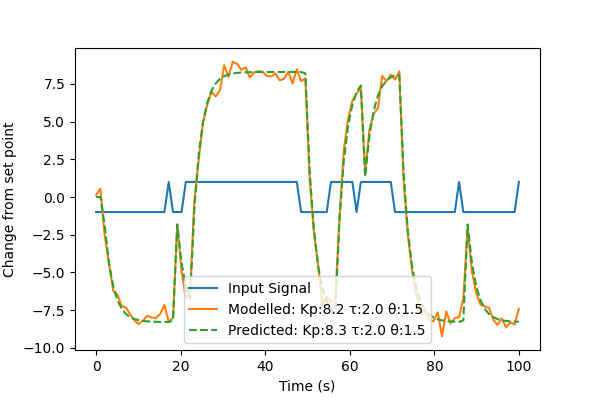 7.5
5.0
2.5
0.0
−2.5
−5.0
−7.5
−10.0
Change from set point
Input Signal
Modelled: Kp:8.2 τ:2.0 θ:1.5
Predicted: Kp:8.3 τ:2.0 θ:1.5
0 20 40 60 80 100
Time (s)